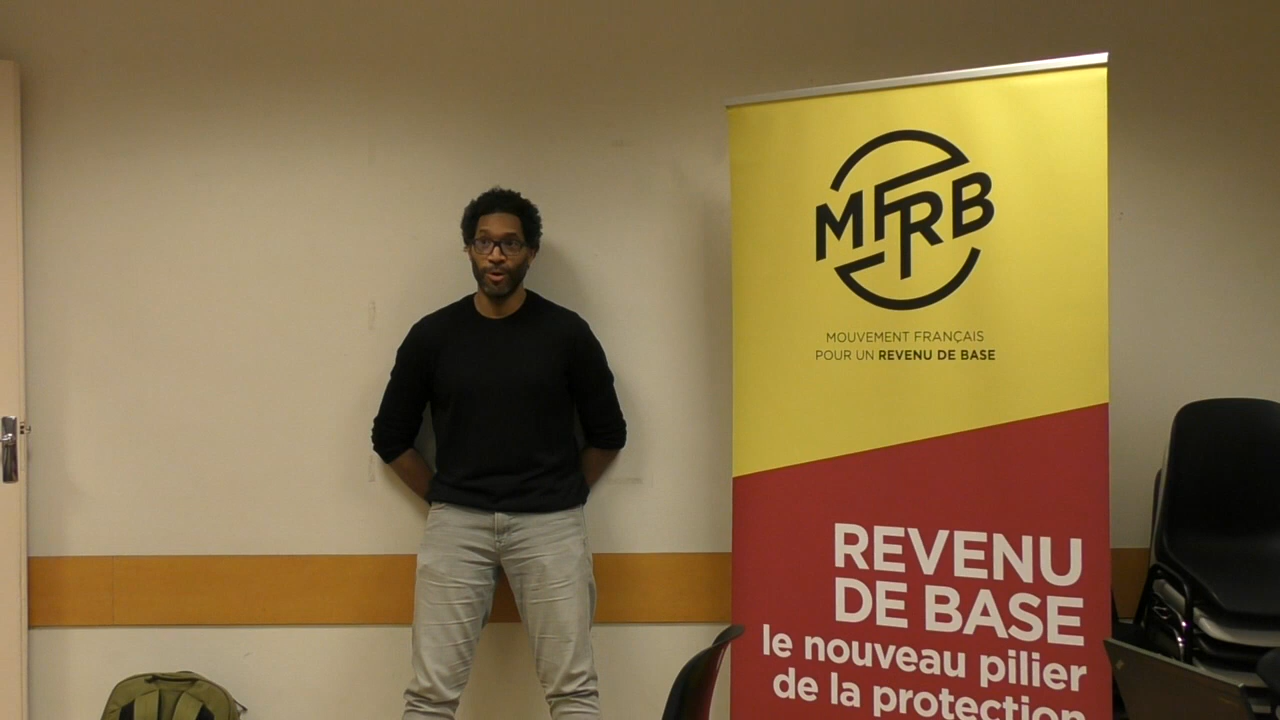 MFRB
MOUVEMENT FRANÇAIS
POUR UN REVENU DE BASE
REVENU
DE BASE
le nouveau pilier
de la protection